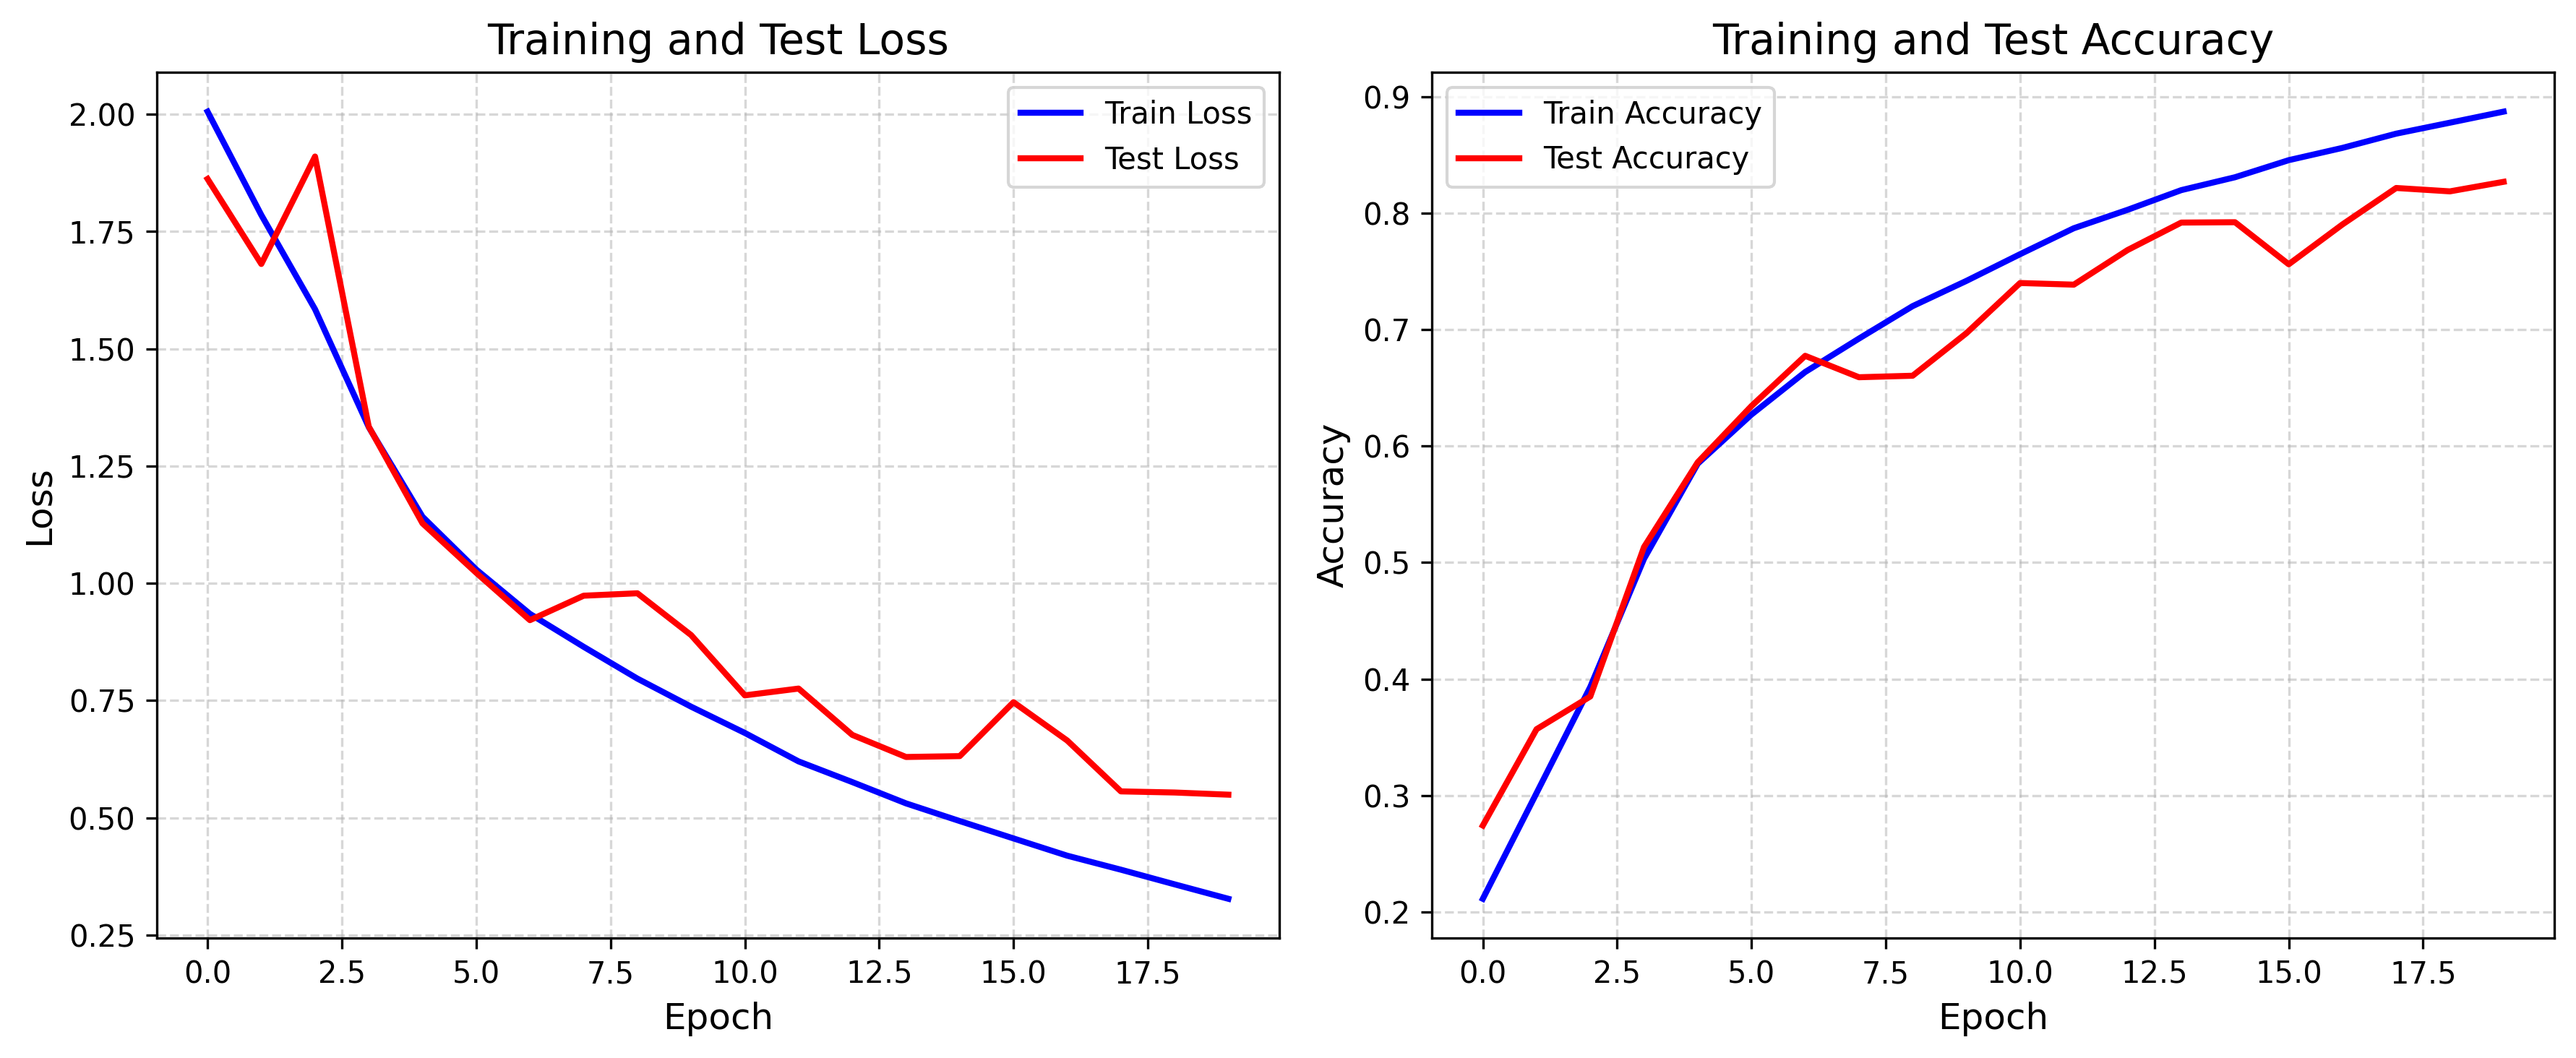 Training and Test Loss
Train Loss
Test Loss
2.00
1.75
1.50
1.25
1.00
0.75
0.50
0.25
Loss
0.0 2.5 5.0 7.5 10.0 12.5 15.0 17.5
Epoch
Training and Test Accuracy
Train Accuracy
Test Accuracy
0.9
0.8
0.7
0.6
0.5
0.4
0.3
0.2
Accuracy
0.0 2.5 5.0 7.5 10.0 12.5 15.0 17.5
Epoch